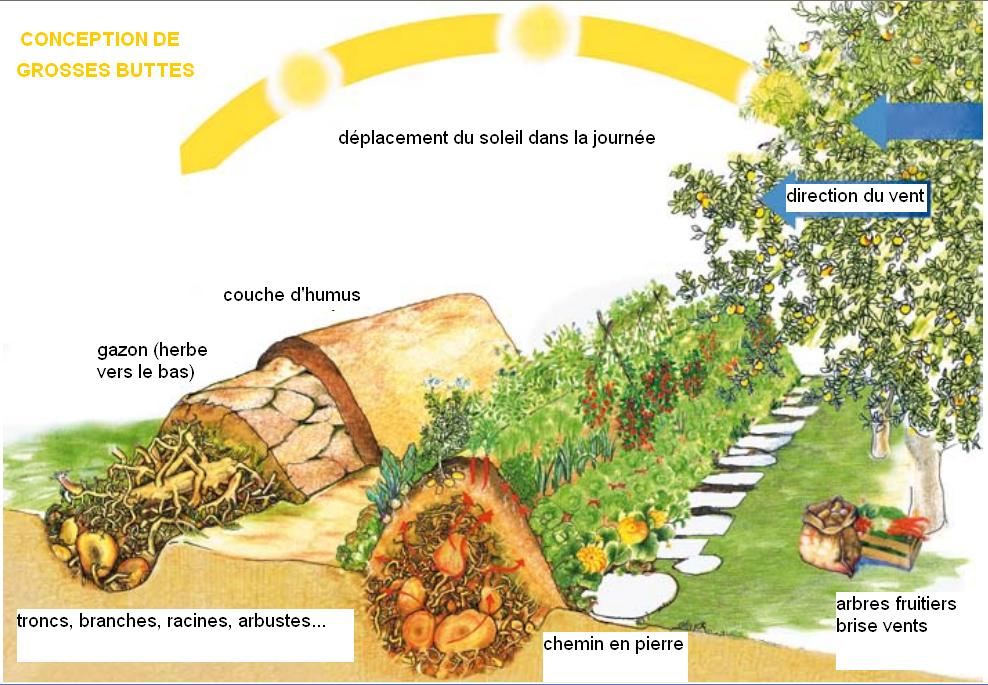 CONCEPTION DE
GROSSES BUTTES
déplacement du soleil dans la journée
direction du vent
couche d'humus
gazon (herbe
vers le bas)
troncs, branches, racines, arbustes...
chemin en pierre
arbres fruitiers
brise vents